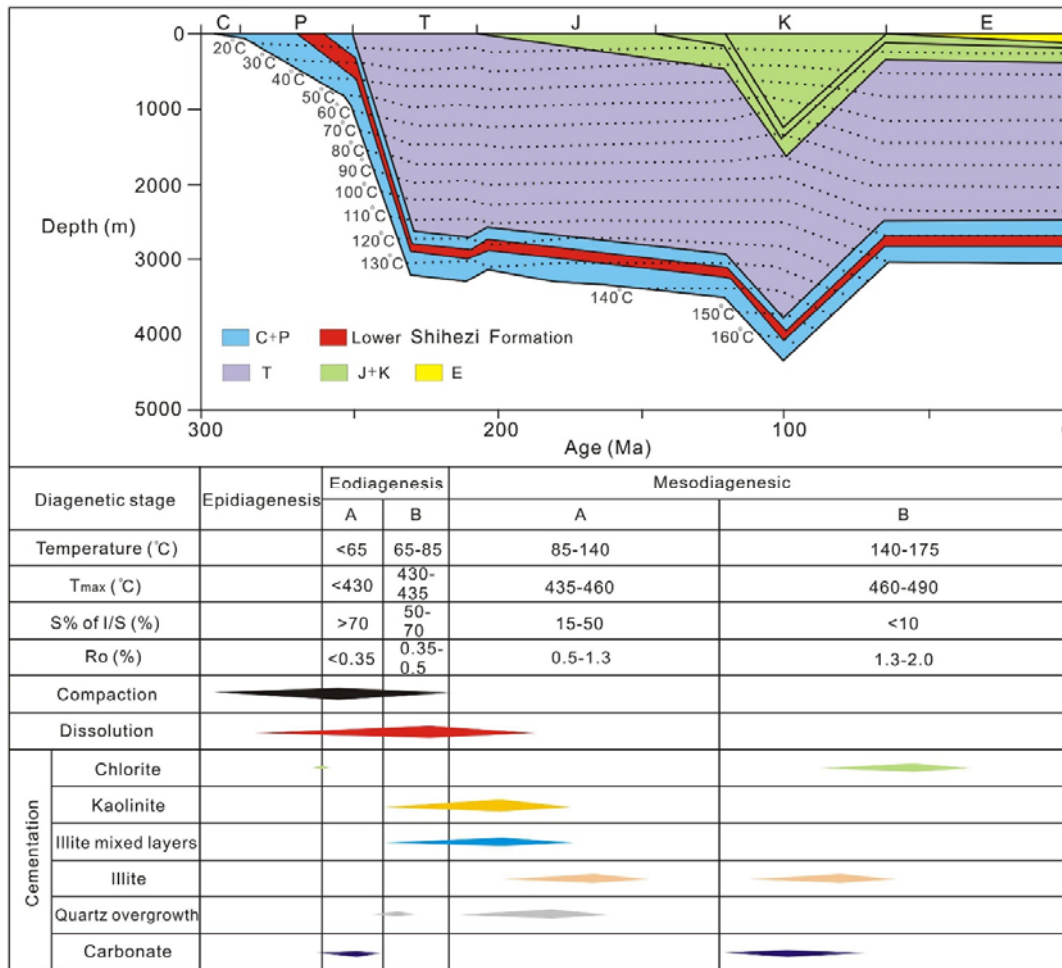 C P T J K E
0
1000
2000
3000
4000
5000
Depth (m)
20°C
30°C
40°C
50°C
60°C
70°C
80°C
90°C
100°C
110°C
120°C
130°C
140°C
150°C
160°C
C+P Lower Shihezi Formation
T J+K E
300 200 100
Age (Ma)
Diagenetic stage Epidiagenesis Eodiagenesis Mesodiagenesic
A B A B
Temperature (°C) <65 65-85 85-140 140-175
Tmax (°C) <430 430-435 435-460 460-490
S% of I/S (%) >70 50-70 15-50 <10
Ro (%) <0.35 0.35-0.5 0.5-1.3 1.3-2.0
Compaction
Dissolution
Cementation
Chlorite
Kaolinite
Illite mixed layers
Illite
Quartz overgrowth
Carbonate